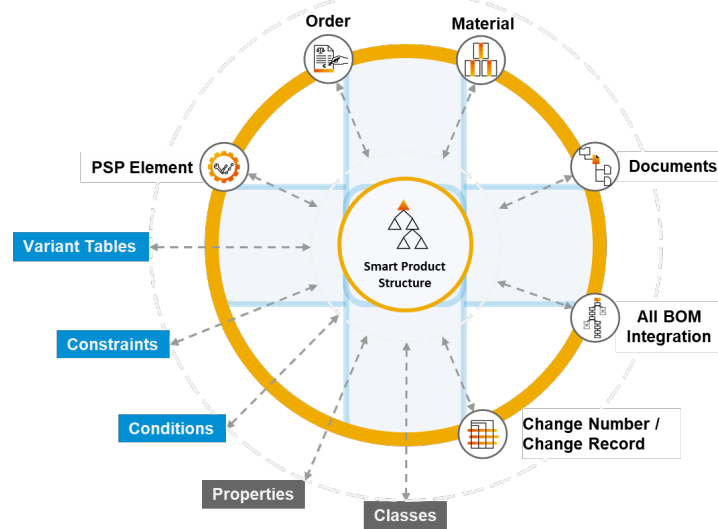 Order
Material
PSP Element
Documents
Variant Tables
Smart Product
Structure
All BOM
Integration
Constraints
Conditions
Change Number /
Change Record
Properties
Classes